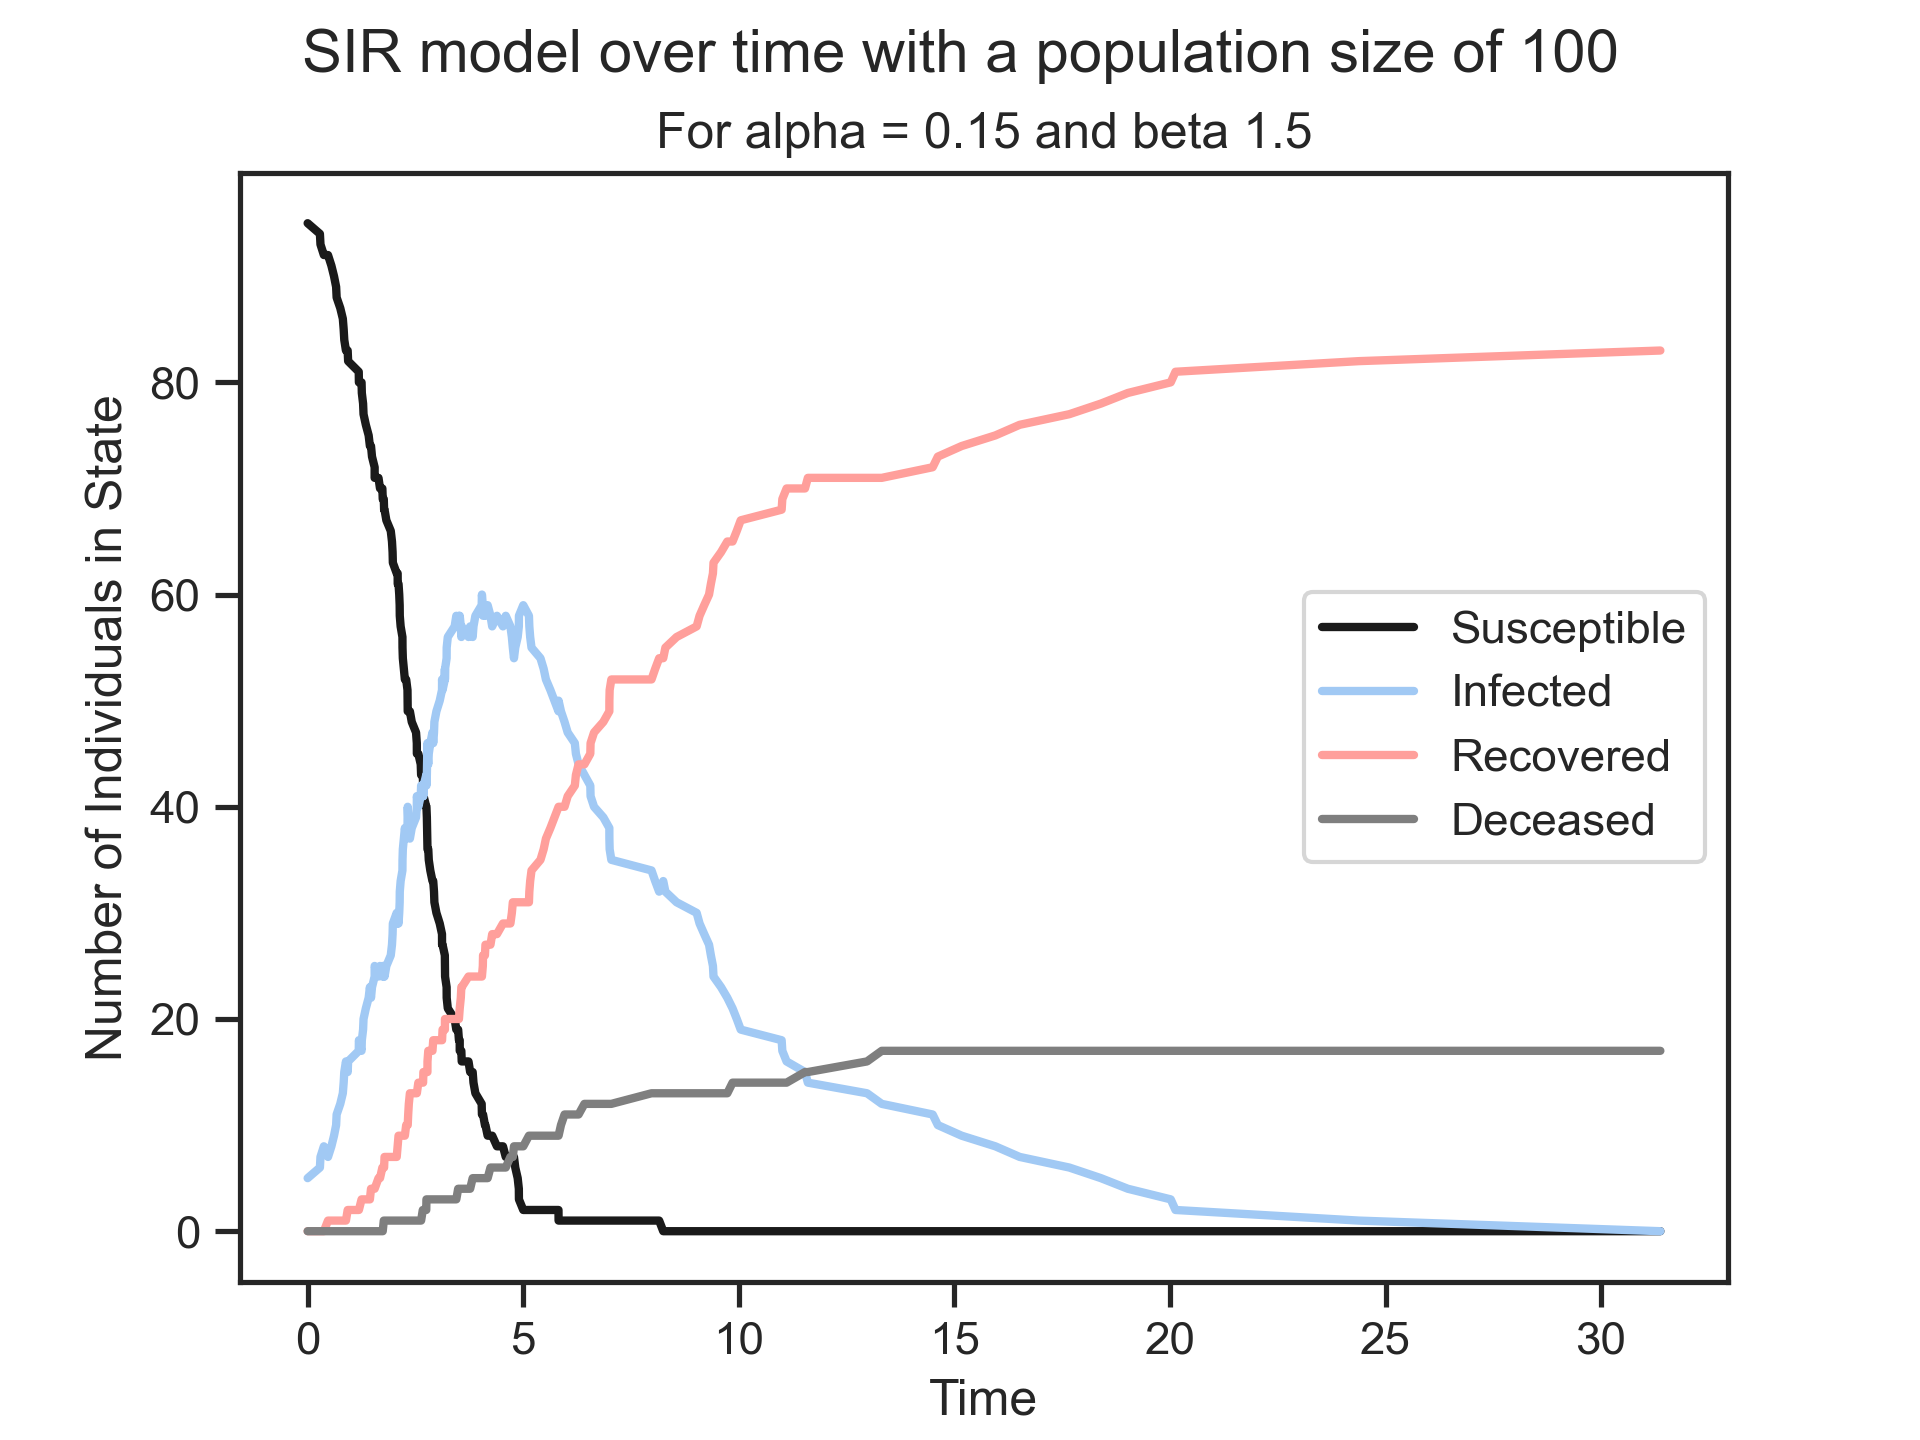 SIR model over time with a population size of 100
For alpha = 0.15 and beta 1.5
Number of Individuals in State
80
60
40
20
0
Susceptible
Infected
Recovered
Deceased
0 5 10 15 20 25 30
Time